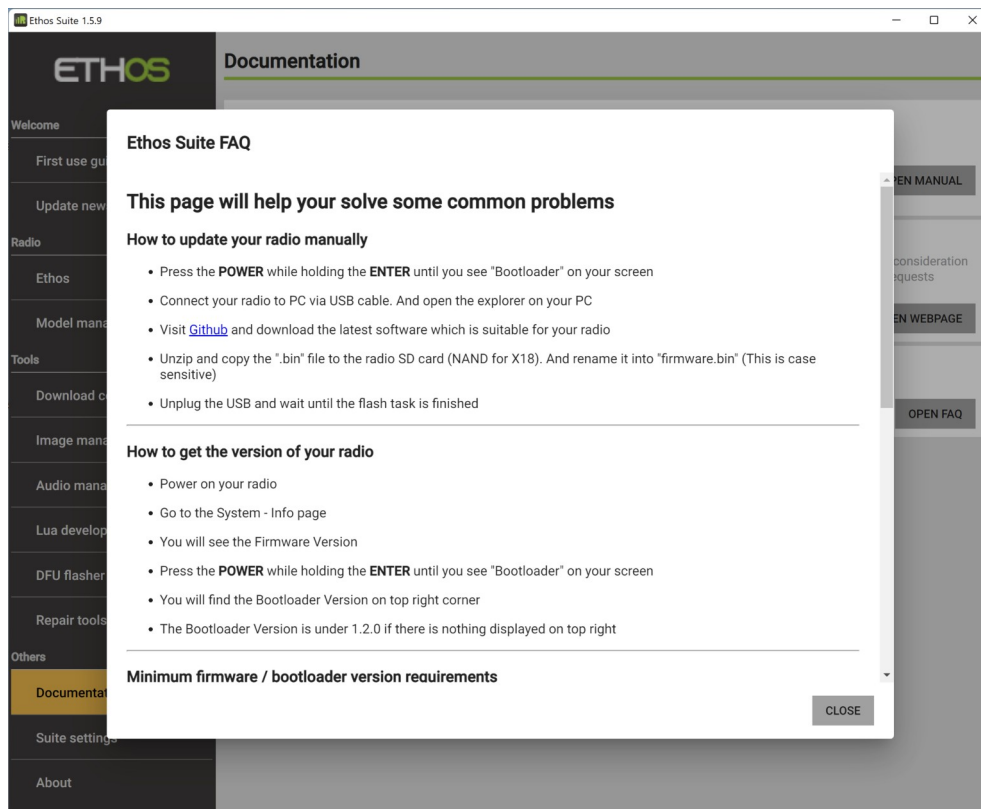 Ethos Suite 1.5.9
ETHOS
Documentation
Welcome
First use gu
Update new
Radio
Ethos
Model mana
Tools
Download c
Image mana
Audio mana
Lua develop
DFU flasher
Repair tools
Others
Documentat
Suite settings
About
PEN MANUAL
consideration
equests
EN WEBPAGE
OPEN FAQ
Ethos Suite FAQ
This page will help your solve some common problems
How to update your radio manually
• Press the POWER while holding the ENTER until you see "Bootloader" on your screen
• Connect your radio to PC via USB cable. And open the explorer on your PC
• Visit Github and download the latest software which is suitable for your radio
• Unzip and copy the ".bin" file to the radio SD card (NAND for X18). And rename it into "firmware.bin" (This is case
sensitive)
• Unplug the USB and wait until the flash task is finished
How to get the version of your radio
• Power on your radio
• Go to the System - Info page
• You will see the Firmware Version
• Press the POWER while holding the ENTER until you see "Bootloader" on your screen
• You will find the Bootloader Version on top right corner
• The Bootloader Version is under 1.2.0 if there is nothing displayed on top right
Minimum firmware / bootloader version requirements
CLOSE